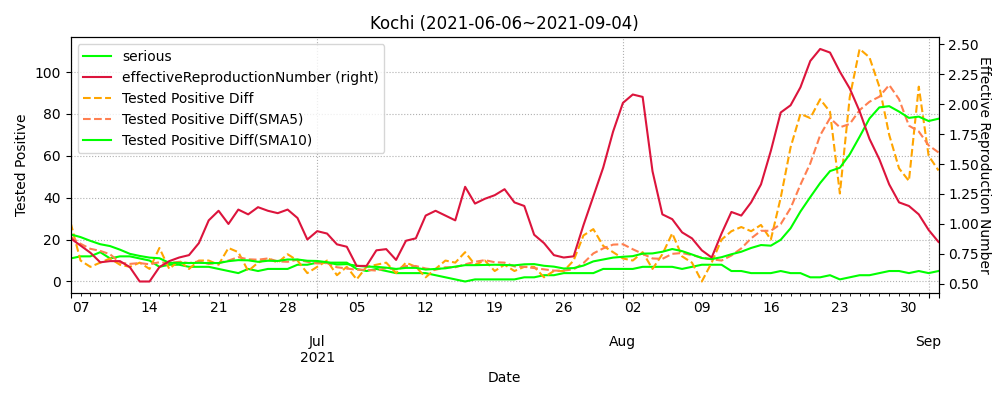 Kochi (2021-06-06~2021-09-04)
serious
effectiveReproductionNumber (right)
Tested Positive Diff
Tested Positive Diff(SMA5)
Tested Positive Diff(SMA10)
Tested Positive
100
80
60
40
20
0
2.50
2.25
2.00
1.75
1.50
1.25
1.00
0.75
0.50
Effective Reproduction Number
07 14 21 28 05 12 19 26 02 09 16 23 30
Jul Aug Sep
2021
Date